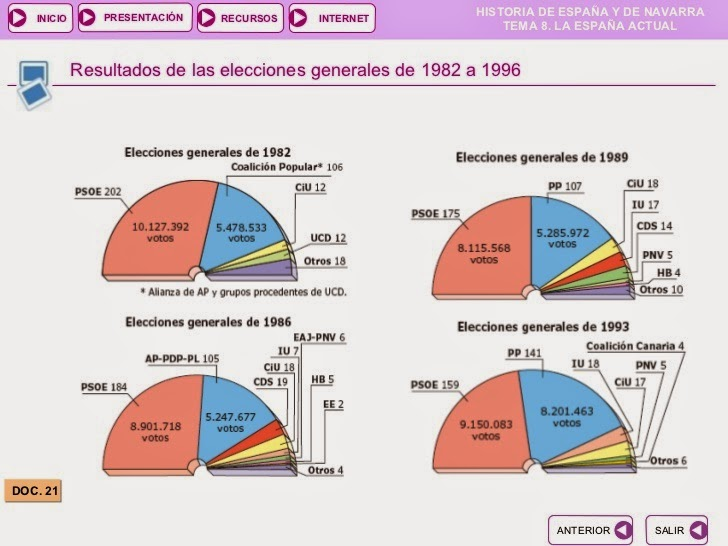 INICIO
PRESENTACIÓN
RECURSOS
INTERNET
HISTORIA DE ESPAÑA Y DE NAVARRA
TEMA 8. LA ESPAÑA ACTUAL
Resultados de las elecciones generales de 1982 a 1996
Elecciones generales de 1982
Coalición Popular* 106
PSOE 202
CiU 12
10.127.392
votos
5.478.533
votos
UCD 12
Otros 18
* Alianza de AP y grupos procedentes de UCD.
Elecciones generales de 1989
PP 107
CiU 18
IU 17
PSOE 175
CDS 14
5.285.972
votos
8.115.568
votos
PNV 5
HB 4
Otros 10
Elecciones generales de 1986
EAJ-PNV 6
IU 7
AP-PDP-PL 105
CiU 18
CDS 19
HB 5
PSOE 184
EE 2
5.247.677
votos
8.901.718
votos
Otros 4
Elecciones generales de 1993
Coalición Canaria 4
PP 141
IU 18
PNV 5
CiU 17
PSOE 159
8.201.463
votos
9.150.083
votos
Otros 6
DOC. 21
ANTERIOR
SALIR